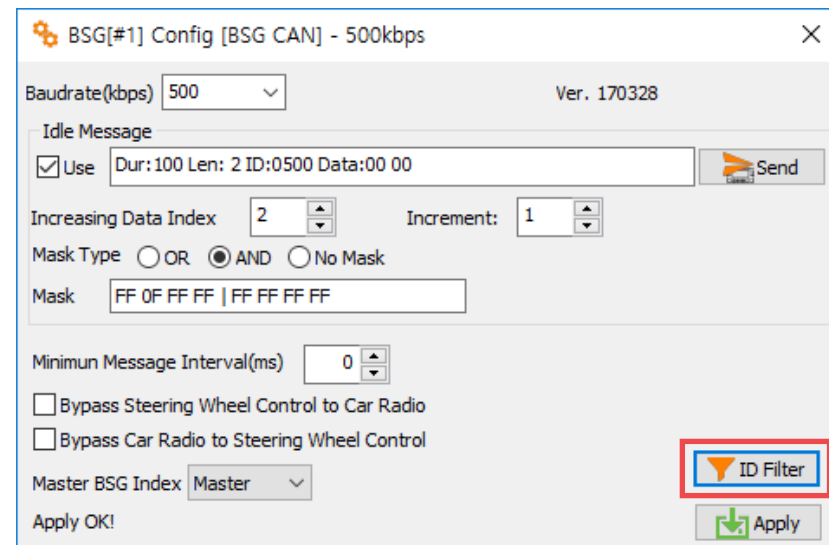 BSG[#1] Config [BSG CAN] - 500kbps
Baudrate(kbps) 500 Ver. 170328
Idle Message
Use Dur:100 Len: 2 ID:0500 Data:00 00 Send
Increasing Data Index 2 Increment: 1
Mask Type OR AND No Mask
Mask FF 0F FF FF | FF FF FF FF
Minimun Message Interval(ms) 0
Bypass Steering Wheel Control to Car Radio
Bypass Car Radio to Steering Wheel Control
ID Filter
Master BSG Index Master
Apply OK! Apply